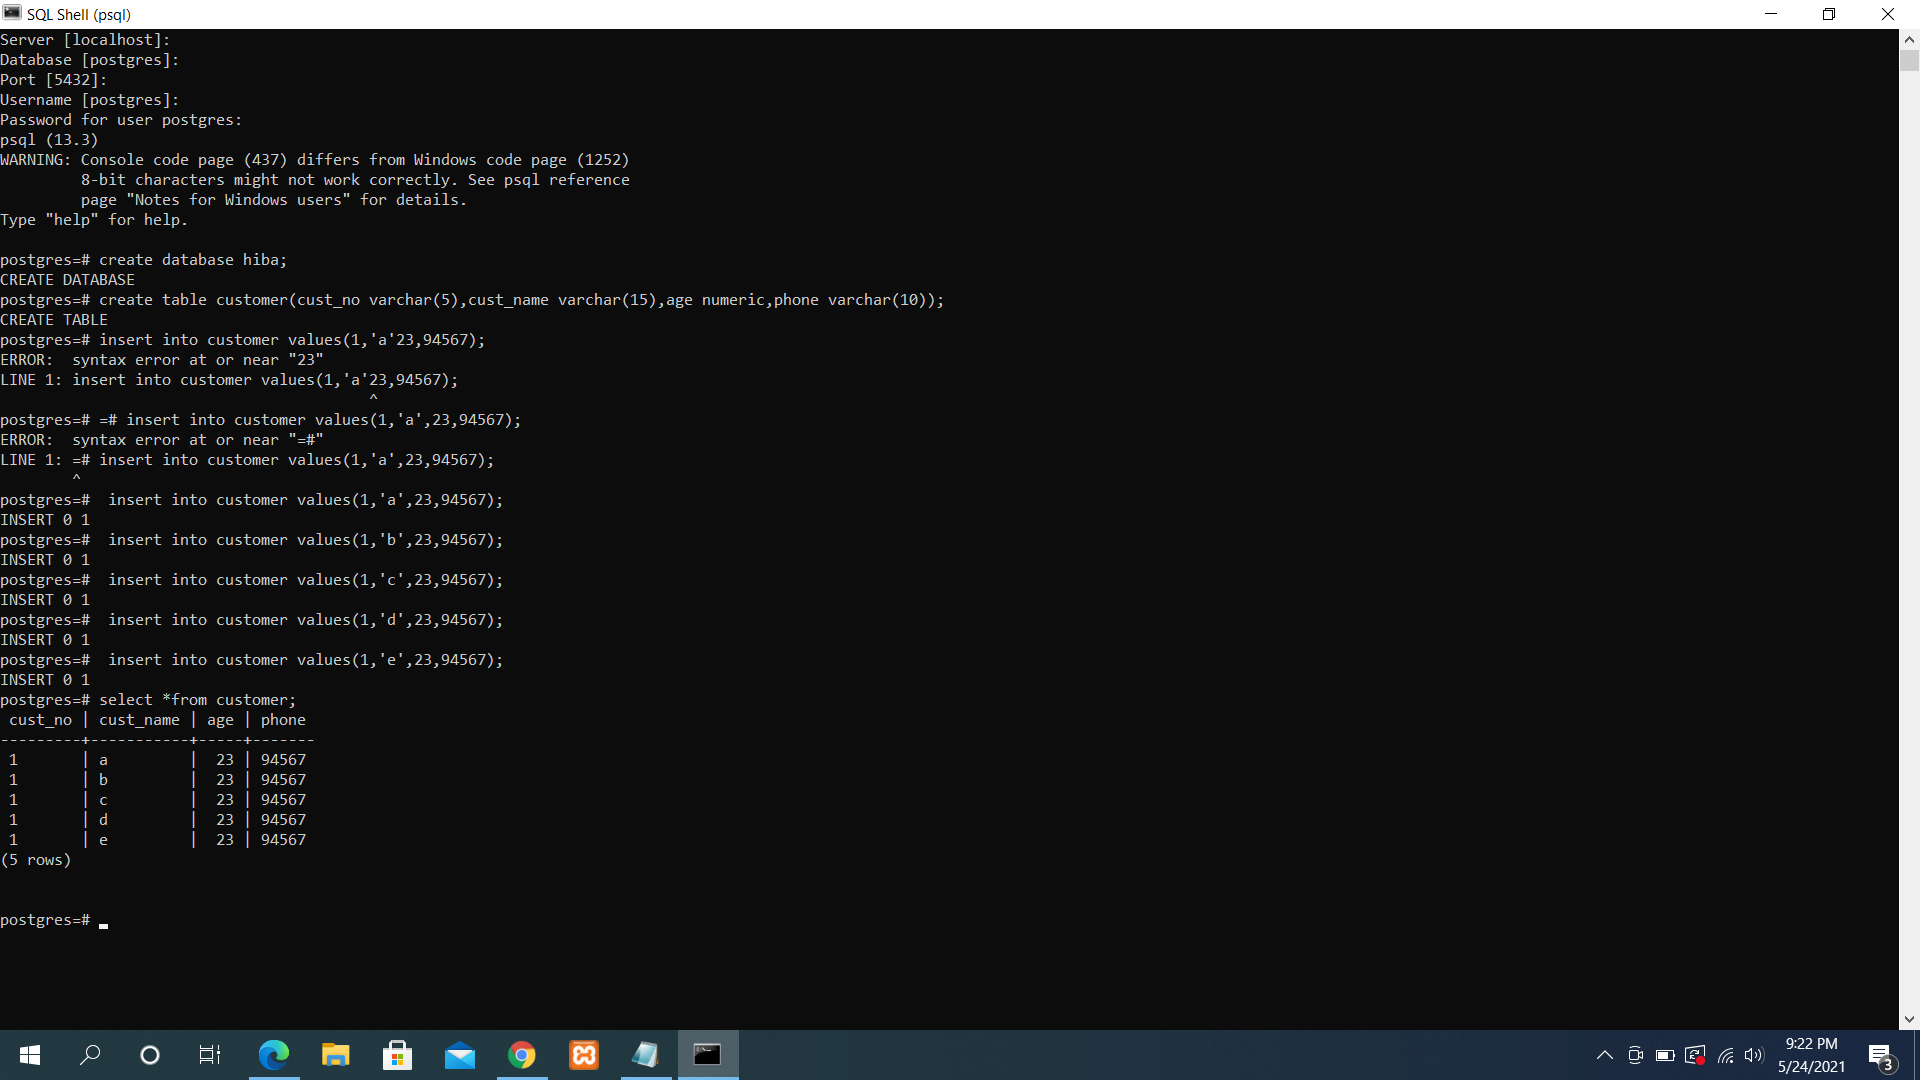 SQL Shell (psql)
Server [localhost]:
Database [postgres]:
Port [5432]:
Username [postgres]:
Password for user postgres:
psql (13.3)
WARNING: Console code page (437) differs from Windows code page (1252)
         8-bit characters might not work correctly. See psql reference
         page "Notes for Windows users" for details.
Type "help" for help.

postgres=# create database hiba;
CREATE DATABASE
postgres=# create table customer(cust_no varchar(5),cust_name varchar(15),age numeric,phone varchar(10));
CREATE TABLE
postgres=# insert into customer values(1,'a'23,94567);
ERROR:  syntax error at or near "23"
LINE 1: insert into customer values(1,'a'23,94567);
                                         ^
postgres=# =# insert into customer values(1,'a',23,94567);
ERROR:  syntax error at or near "=#"
LINE 1: =# insert into customer values(1,'a',23,94567);
        ^
postgres=#  insert into customer values(1,'a',23,94567);
INSERT 0 1
postgres=#  insert into customer values(1,'b',23,94567);
INSERT 0 1
postgres=#  insert into customer values(1,'c',23,94567);
INSERT 0 1
postgres=#  insert into customer values(1,'d',23,94567);
INSERT 0 1
postgres=#  insert into customer values(1,'e',23,94567);
INSERT 0 1
postgres=# select *from customer;
 cust_no | cust_name | age | phone
---------+-----------+-----+-------
 1       | a         |  23 | 94567
 1       | b         |  23 | 94567
 1       | c         |  23 | 94567
 1       | d         |  23 | 94567
 1       | e         |  23 | 94567
(5 rows)


postgres=#
9:22 PM
5/24/2021
3